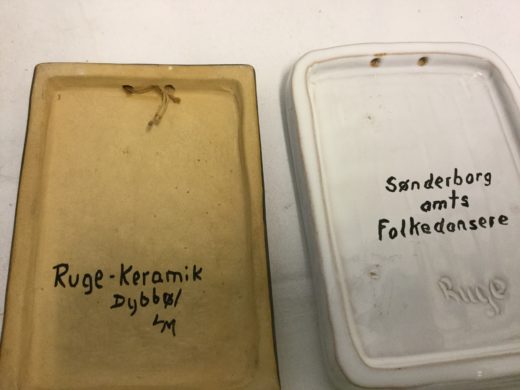 Ruge-Keramik
Dybbøl
LM
Sønderborg
amts
Folkedansere
Ruge